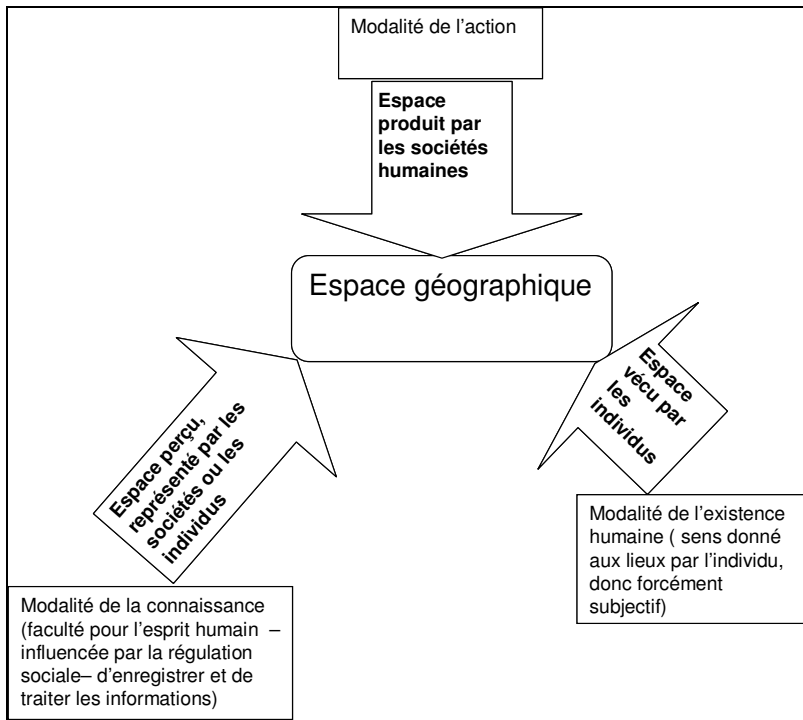 Modalité de l'action
Espace
produit par
les sociétés
humaines
Espace géographique
Espace perçu,
représenté par les
sociétés ou les
individus
Espace
vécu par
les
individus
Modalité de l'existence
humaine ( sens donné
aux lieux par l'individu,
donc forcément
subjectif)
Modalité de la connaissance
(faculté pour l'esprit humain –
influencée par la régulation
sociale– d'enregistrer et de
traiter les informations)